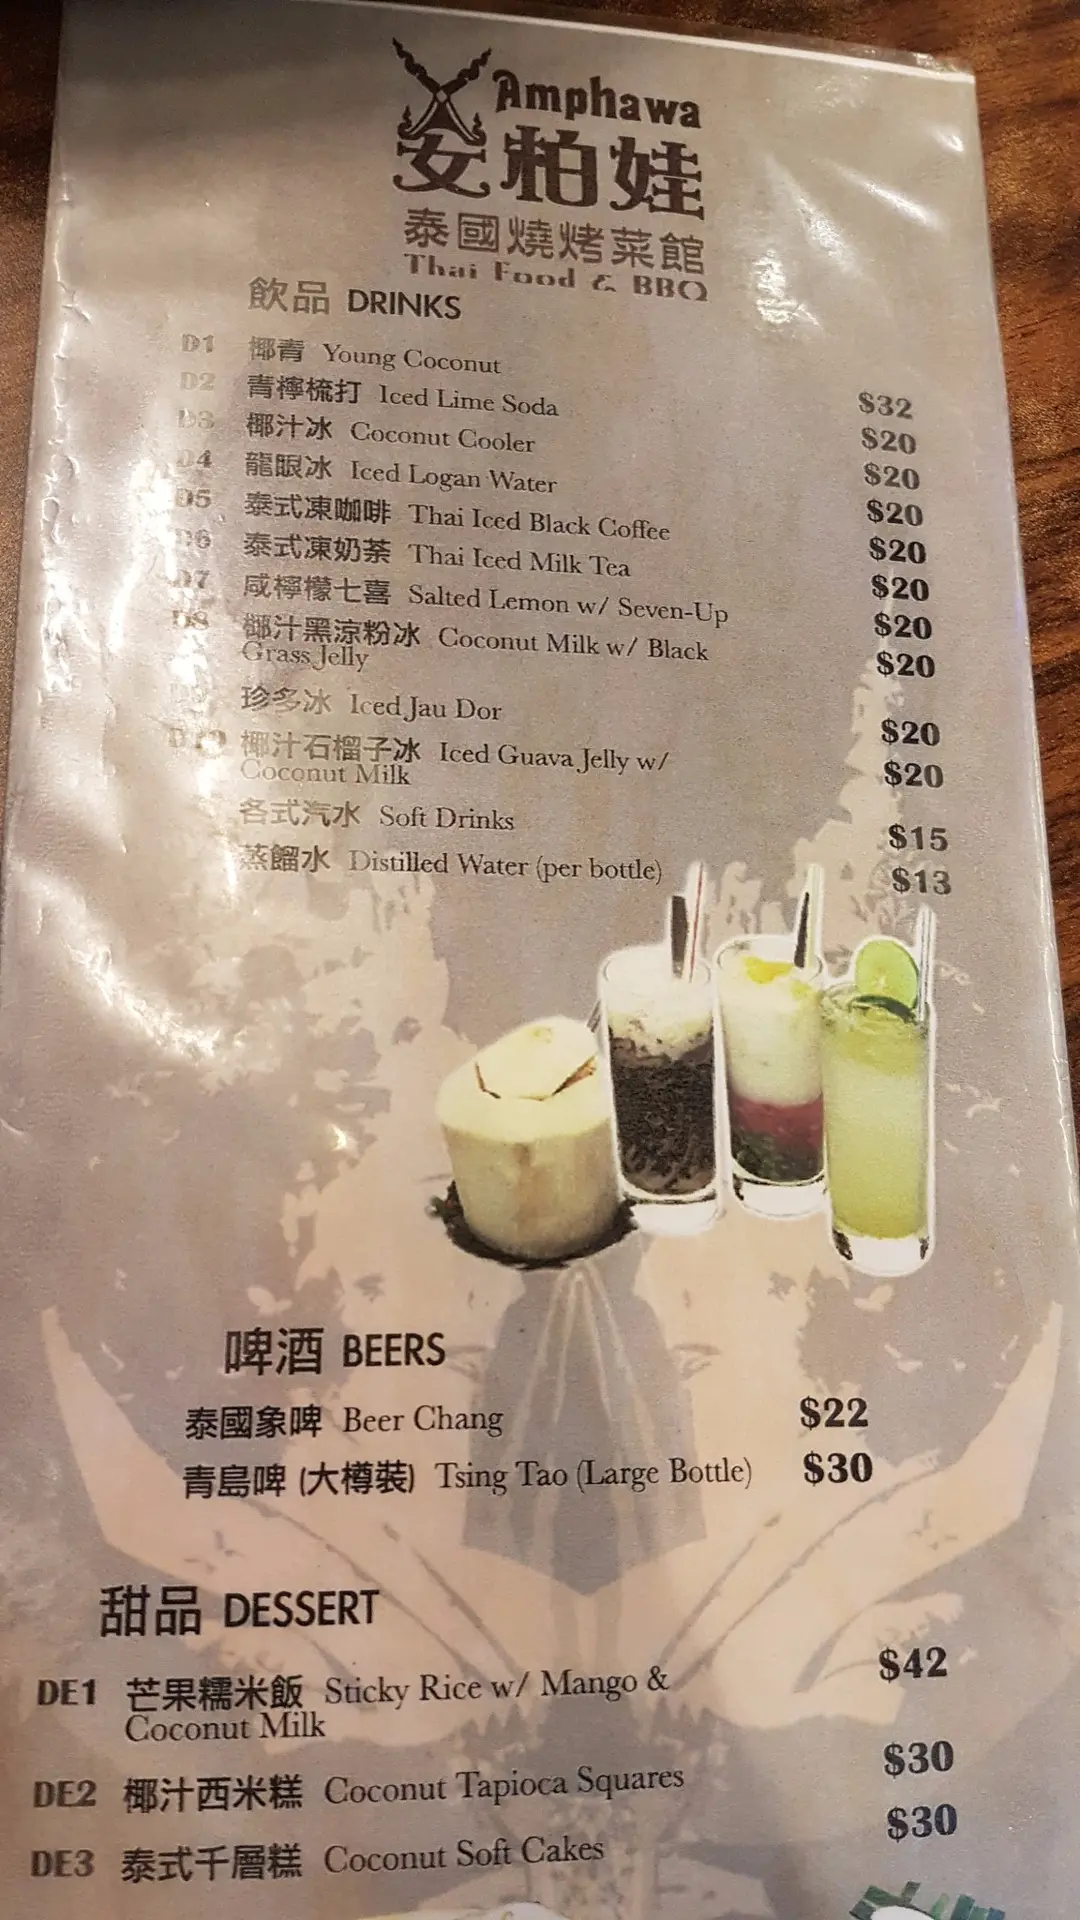 Amphawa
安柏娃
泰國燒烤菜館
Thai Food & BBQ
飲品 DRINKS
D1 椰青 Young Coconut $32
D2 青檸梳打 Iced Lime Soda $20
D3 椰汁冰 Coconut Cooler $20
D4 龍眼冰 Iced Logan Water $20
D5 泰式凍咖啡 Thai Iced Black Coffee $20
D6 泰式凍奶茶 Thai Iced Milk Tea $20
D7 咸檸檬七喜 Salted Lemon w/ Seven-Up $20
D8 椰汁黑涼粉冰 Coconut Milk w/ Black $20
Grass Jelly
D9 珍多冰 Iced Jau Dor $20
D10 椰汁石榴子冰 Iced Guava Jelly w/ $20
Coconut Milk
各式汽水 Soft Drinks $15
蒸餾水 Distilled Water (per bottle) $13
啤酒 BEERS
泰國象啤 Beer Chang $22
青島啤 (大樽裝) Tsing Tao (Large Bottle) $30
甜品 DESSERT
DE1 芒果糯米飯 Sticky Rice w/ Mango & $42
Coconut Milk
DE2 椰汁西米糕 Coconut Tapioca Squares $30
DE3 泰式千層糕 Coconut Soft Cakes $30